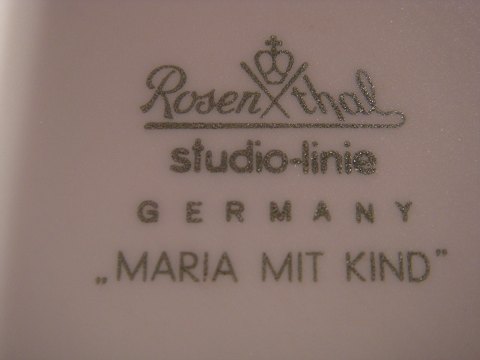 Rosenthal
studio-linie
GERMANY
„MARIA MIT KIND”